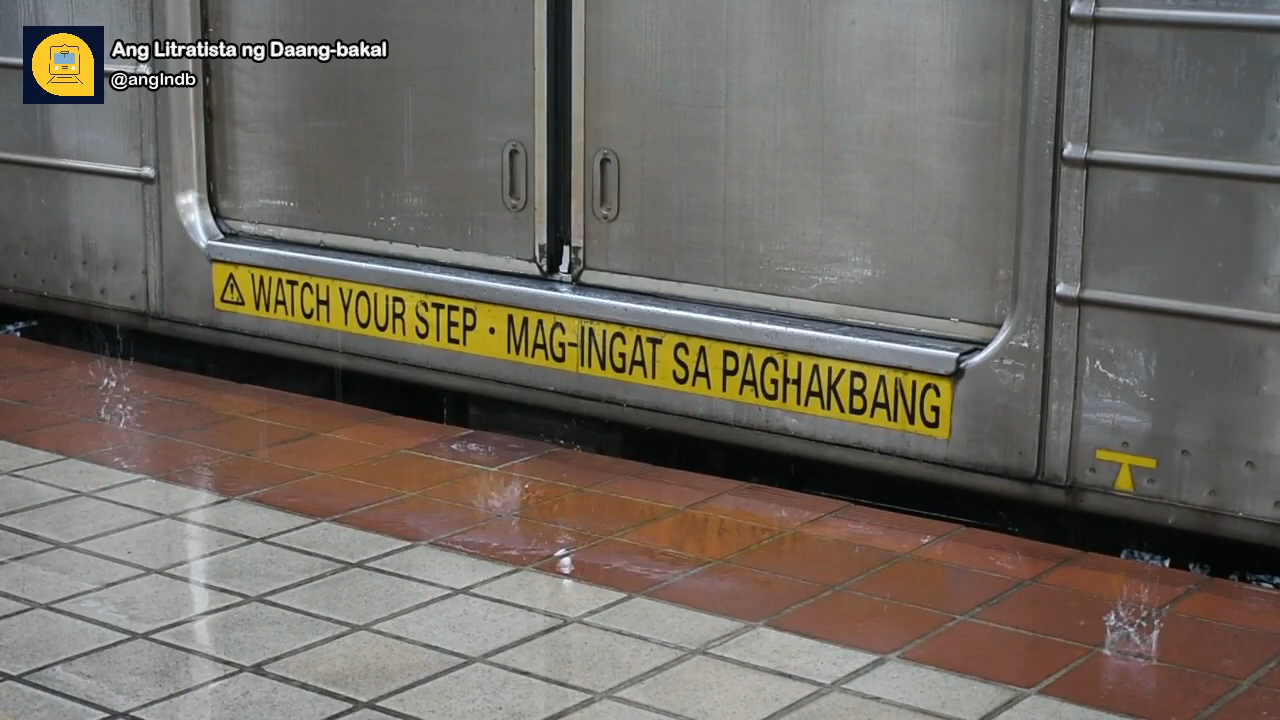 Ang Litratista ng Daang-bakal
@anglndb
WATCH YOUR STEP · MAG-INGAT SA PAGHAKBANG